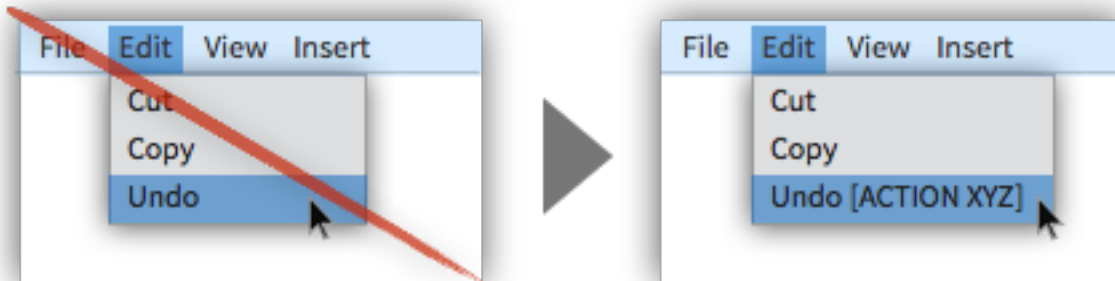 File Edit View Insert
Cut
Copy
Undo
File Edit View Insert
Cut
Copy
Undo [ACTION XYZ]